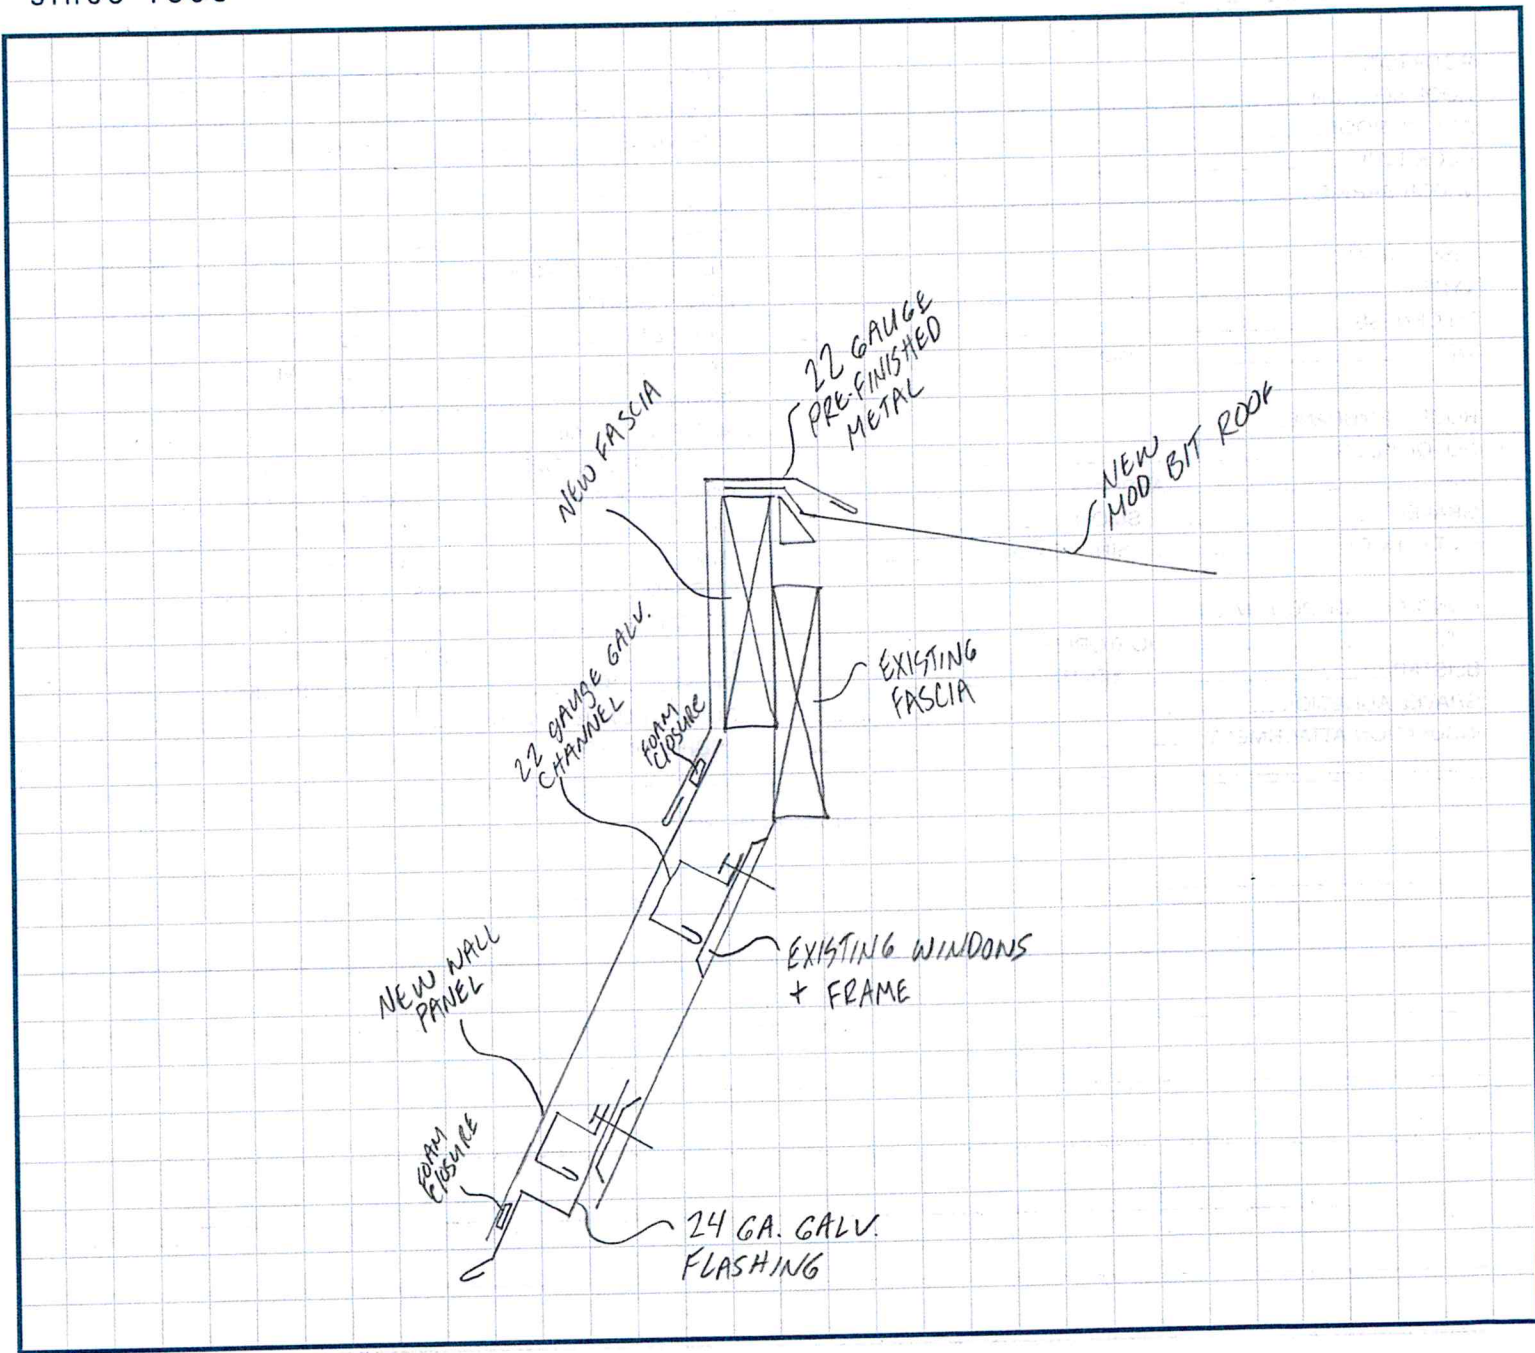 22 GAUGE
PRE-FINISHED
METAL
NEW FASCIA
NEW
MOD BIT ROOF
22 GAUGE GALV.
CHANNEL
FOAM
CLOSURE
EXISTING
FASCIA
NEW WALL
PANEL
EXISTING WINDOWS
+ FRAME
FOAM
CLOSURE
24 GA. GALV.
FLASHING